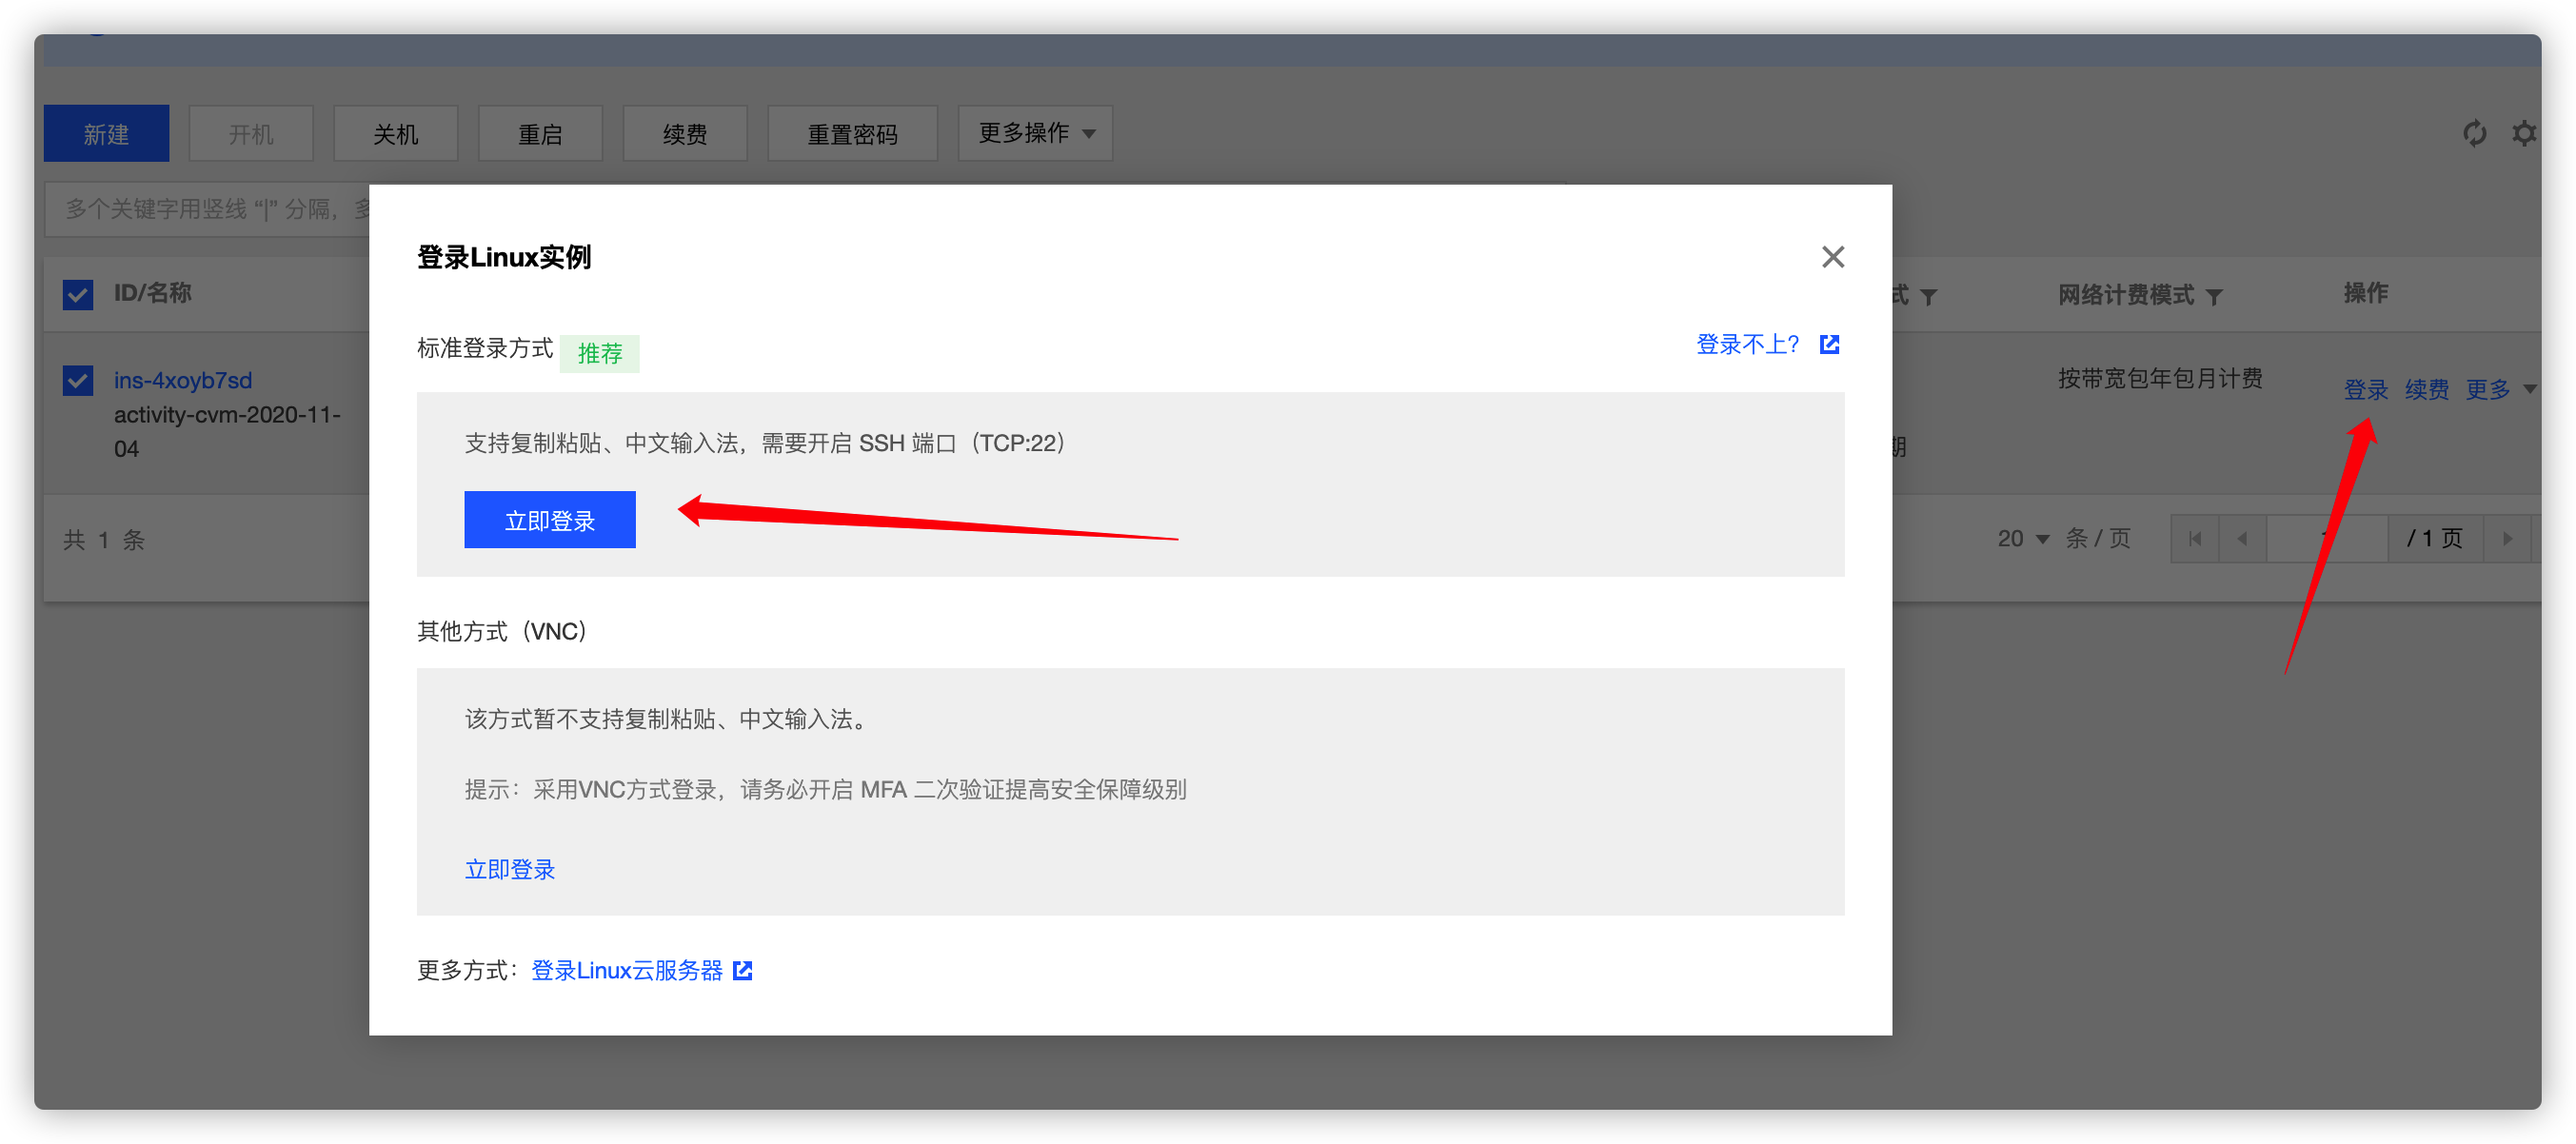 新建
开机
关机
重启
续费
重置密码
更多操作
多个关键字用竖线 “|” 分隔，多
ID/名称
式
网络计费模式
操作
ins-4xoyb7sd
activity-cvm-2020-11-
04
按带宽包年包月计费
登录 续费 更多
期
共 1 条
20 条 / 页
/ 1 页
登录Linux实例
标准登录方式 推荐
登录不上？
支持复制粘贴、中文输入法，需要开启 SSH 端口（TCP:22）
立即登录
其他方式（VNC）
该方式暂不支持复制粘贴、中文输入法。
提示：采用VNC方式登录，请务必开启 MFA 二次验证提高安全保障级别
立即登录
更多方式：登录Linux云服务器